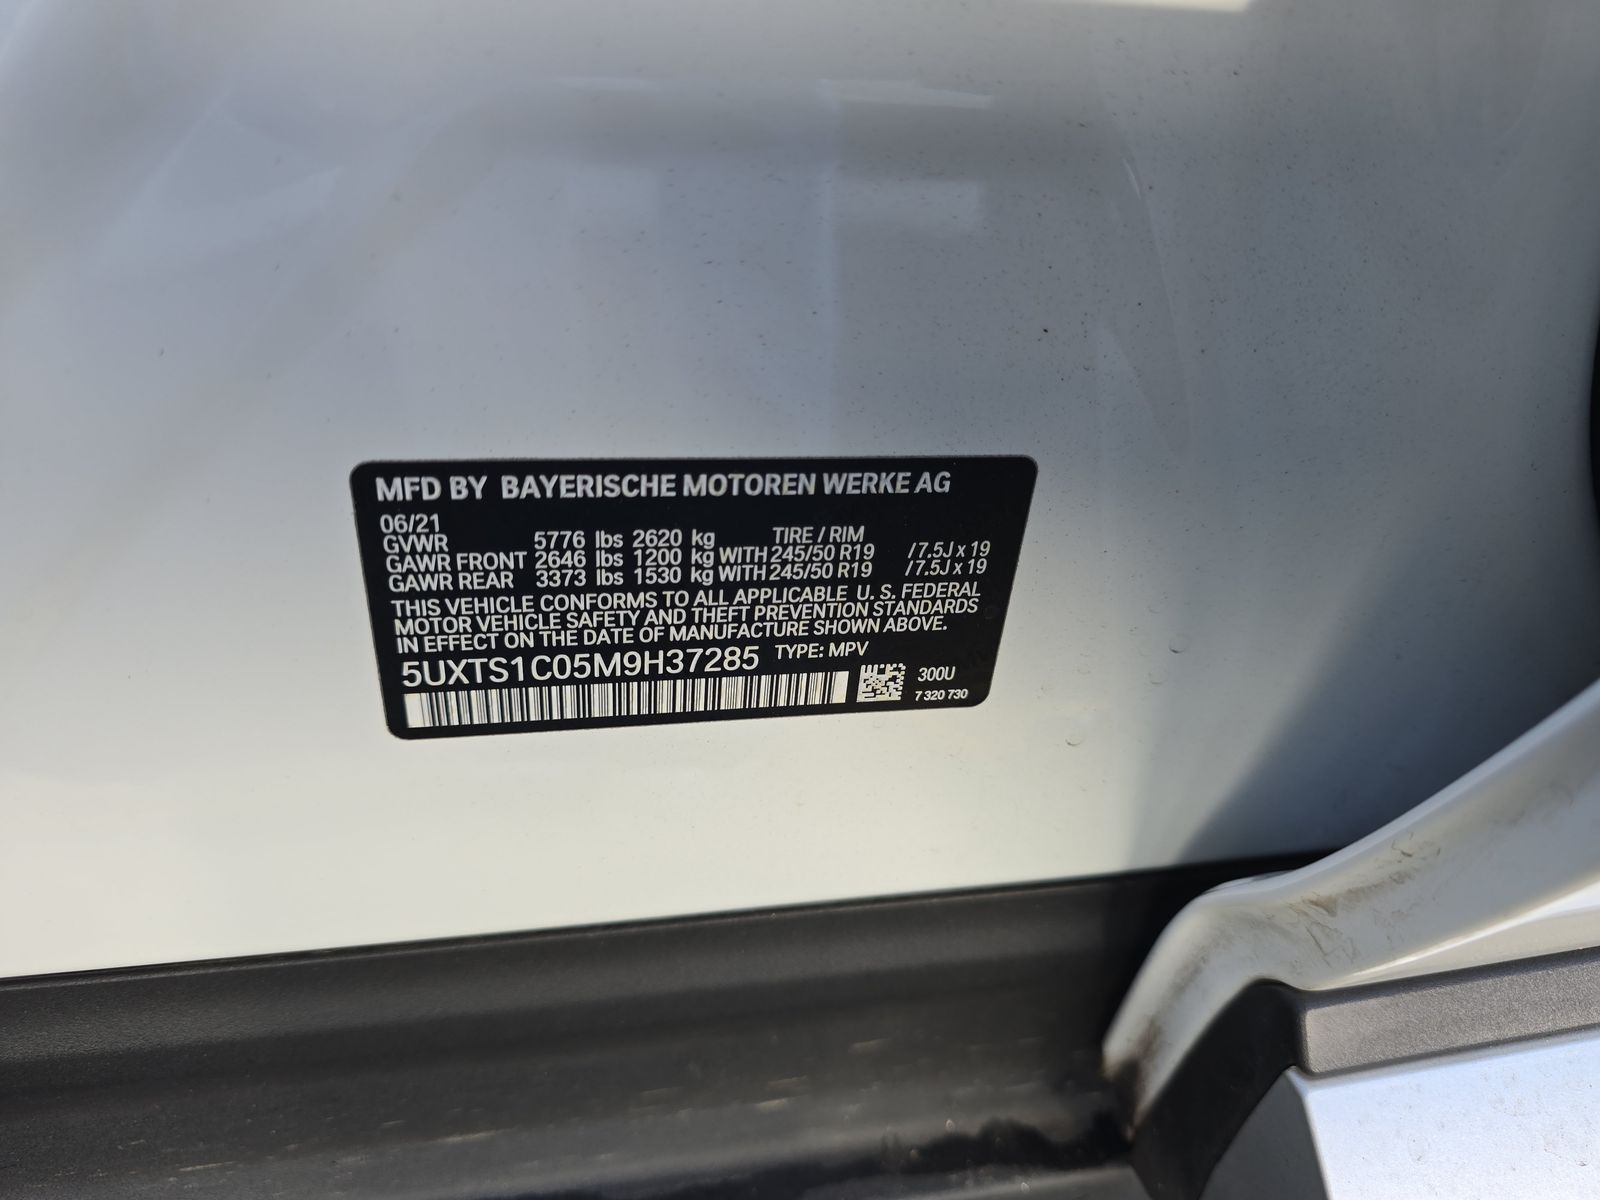 MFD BY BAYERISCHE MOTOREN WERKE AG
06/21
GVWR 5776 lbs 2620 kg TIRE / RIM
GAWR FRONT 2646 lbs 1200 kg WITH 245/50 R19 /7.5J x 19
GAWR REAR 3373 lbs 1530 kg WITH 245/50 R19 /7.5J x 19
THIS VEHICLE CONFORMS TO ALL APPLICABLE U. S. FEDERAL
MOTOR VEHICLE SAFETY AND THEFT PREVENTION STANDARDS
IN EFFECT ON THE DATE OF MANUFACTURE SHOWN ABOVE.
5UXTS1C05M9H37285 TYPE: MPV
300U
7 320 730